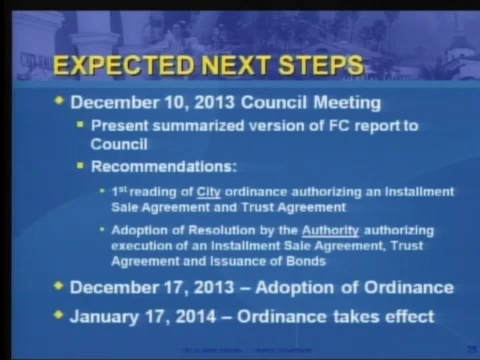 EXPECTED NEXT STEPS
December 10, 2013 Council Meeting
Present summarized version of FC report to
Council
Recommendations:
1st reading of City ordinance authorizing an Installment
Sale Agreement and Trust Agreement
Adoption of Resolution by the Authority authorizing
execution of an Installment Sale Agreement, Trust
Agreement and Issuance of Bonds
December 17, 2013 – Adoption of Ordinance
January 17, 2014 – Ordinance takes effect